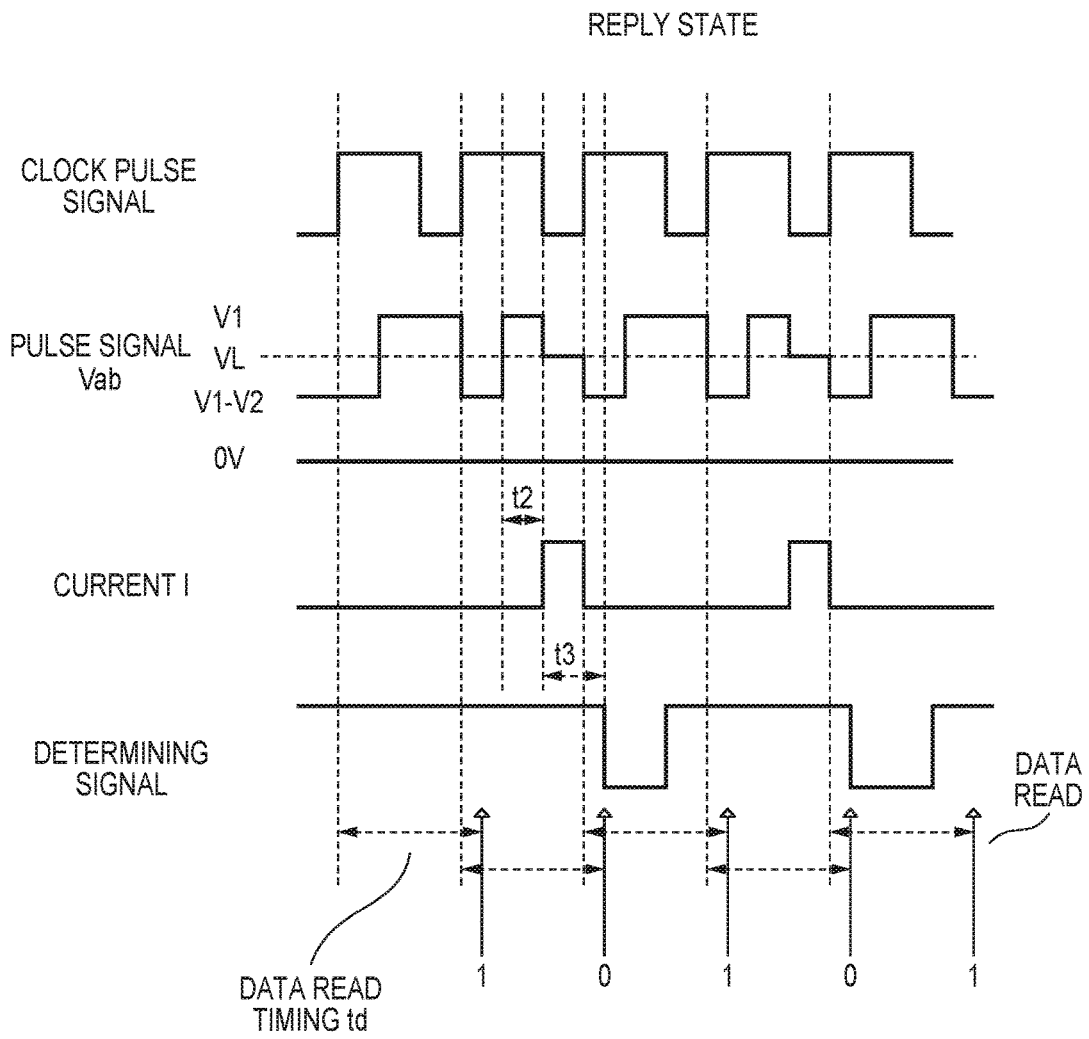 REPLY STATE
CLOCK PULSE
SIGNAL
V1
PULSE SIGNAL
Vab
VL
V1-V2
0V
t2
CURRENT I
t3
DETERMINING
SIGNAL
DATA
READ
1
0
1
0
1
DATA READ
TIMING td